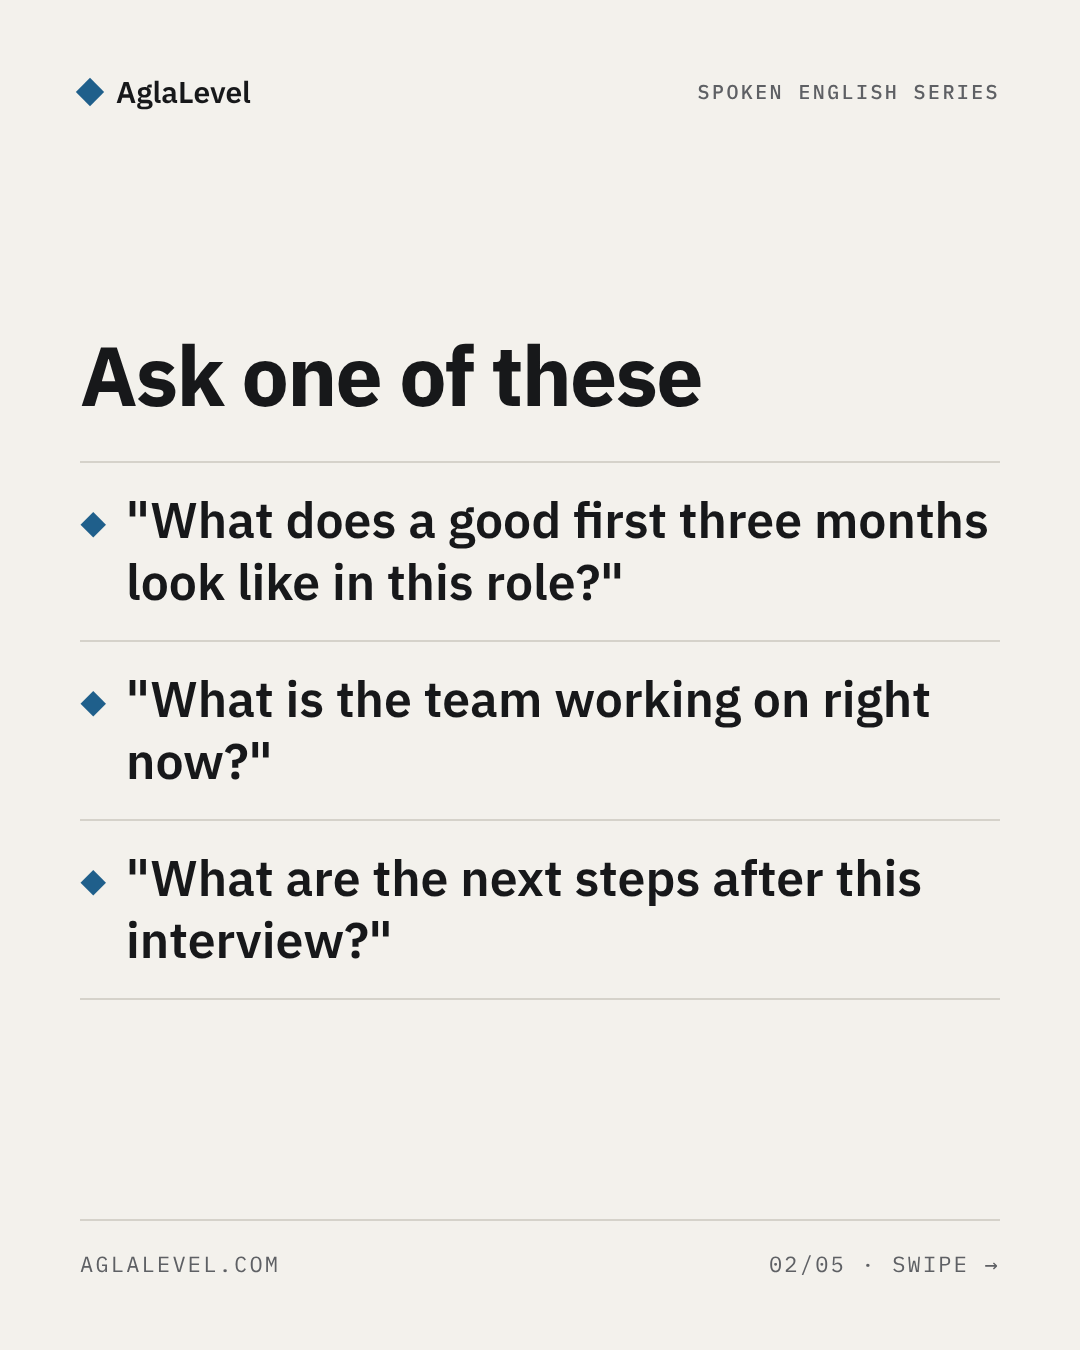 AglaLevel
SPOKEN ENGLISH SERIES
Ask one of these
"What does a good first three months
look like in this role?"
"What is the team working on right
now?"
"What are the next steps after this
interview?"
AGLALEVEL.COM
02/05 · SWIPE →